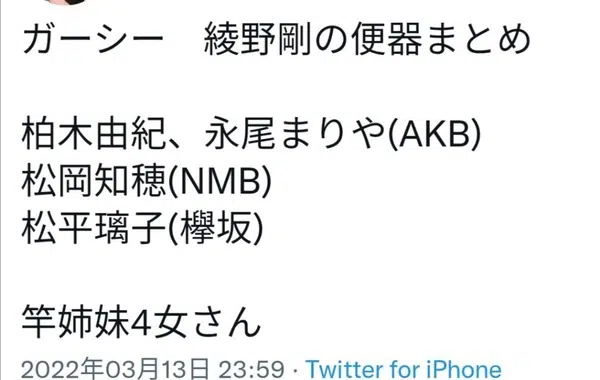 ガーシー　綾野剛の便器まとめ
柏木由紀、永尾まりや(AKB)
松岡知穂(NMB)
松平璃子(欅坂)
竿姉妹4女さん
2022年03月13日 23:59 · Twitter for iPhone